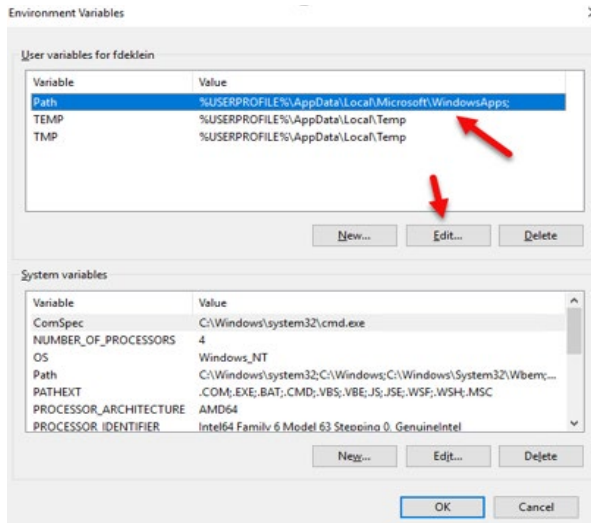 Environment Variables
User variables for fdeklein
Variable Value
Path %USERPROFILE%\AppData\Local\Microsoft\WindowsApps;
TEMP %USERPROFILE%\AppData\Local\Temp
TMP %USERPROFILE%\AppData\Local\Temp
New... Edit... Delete
System variables
Variable Value
ComSpec C:\Windows\system32\cmd.exe
NUMBER_OF_PROCESSORS 4
OS Windows_NT
Path C:\Windows\system32;C:\Windows;C:\Windows\System32\Wbem;...
PATHEXT .COM;.EXE;.BAT;.CMD;.VBS;.VBE;.JS;.JSE;.WSF;.WSH;.MSC
PROCESSOR_ARCHITECTURE AMD64
PROCESSOR_IDENTIFIER Intel64 Family 6 Model 63 Stepping 0, GenuineIntel
New... Edit... Delete
OK Cancel